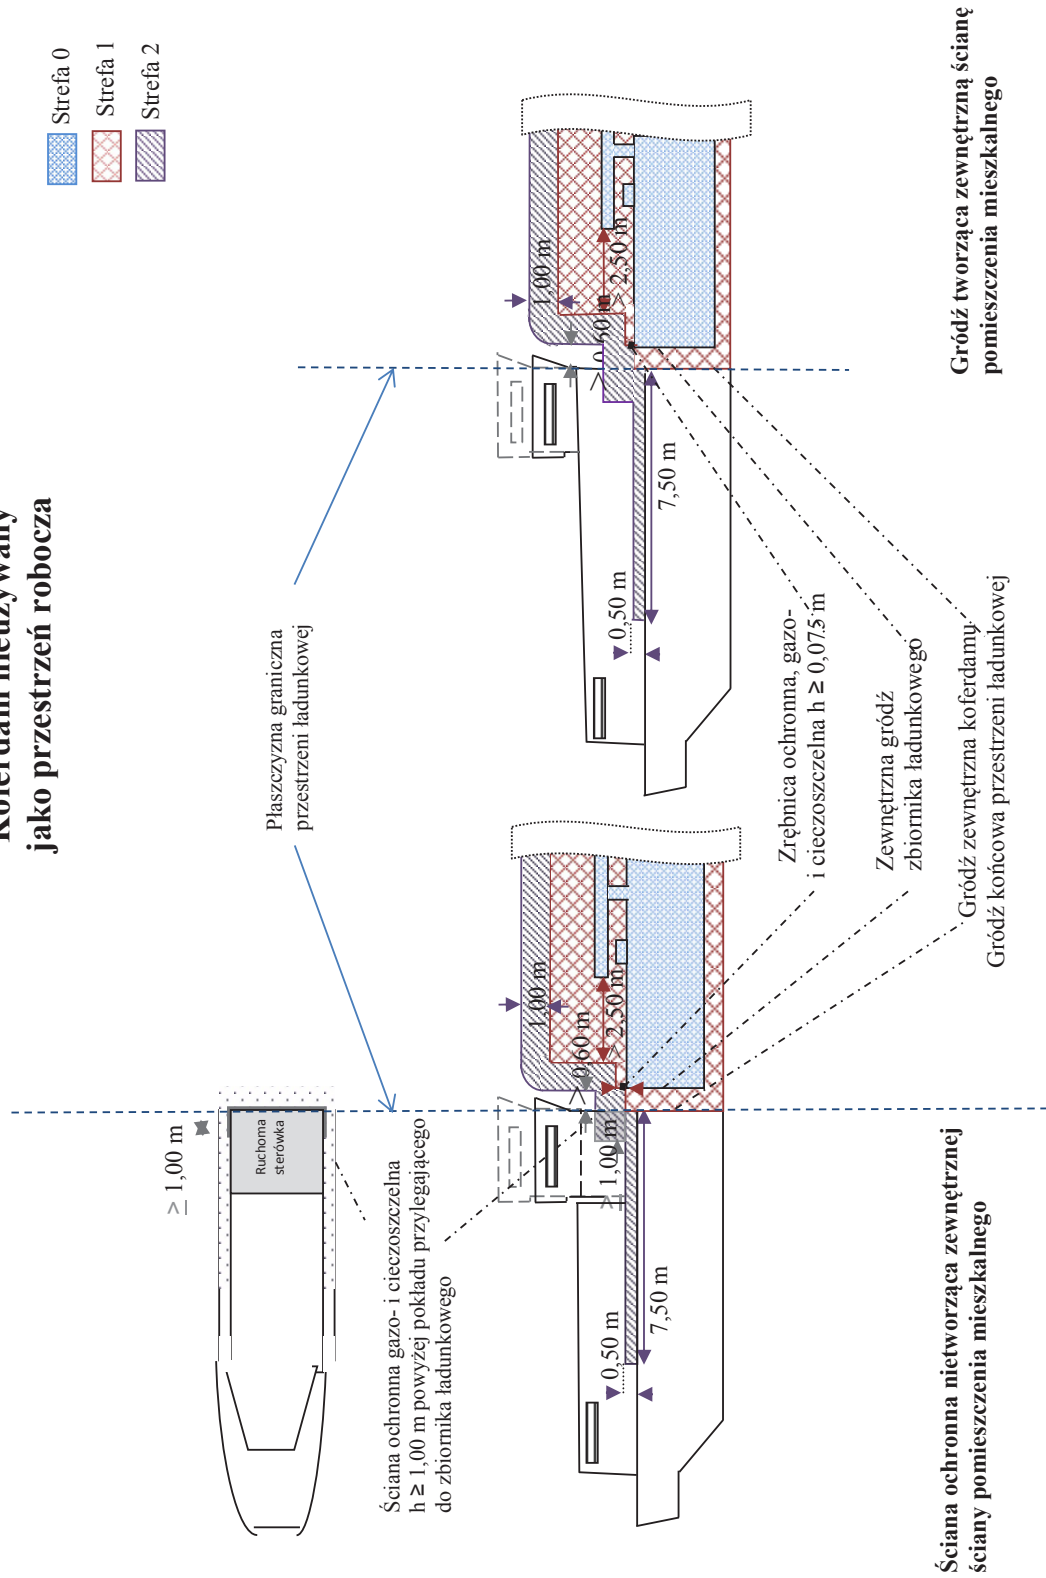 Koferdam nieużywany
jako przestrzeń robocza
Strefa 0
Strefa 1
Strefa 2
Płaszczyzna graniczna
przestrzeni ładunkowej
≥ 1,00 m
Ruchoma
sterówka
Ściana ochronna gazo- i cieczoszczelna
h ≥ 1,00 m powyżej pokładu przylegającego
do zbiornika ładunkowego
1,00 m
> 0,60 m
> 2,50 m
> 1,00 m
0,50 m
7,50 m
1,00 m
> 0,60 m
> 2,50 m
0,50 m
7,50 m
Zrębnica ochronna, gazo-
i cieczoszczelna h ≥ 0,075 m
Zewnętrzna gródź
zbiornika ładunkowego
Gródź zewnętrzna koferdamu
Gródź końcowa przestrzeni ładunkowej
Ściana ochronna nietworząca zewnętrznej
ściany pomieszczenia mieszkalnego
Gródź tworząca zewnętrzną ścianę
pomieszczenia mieszkalnego